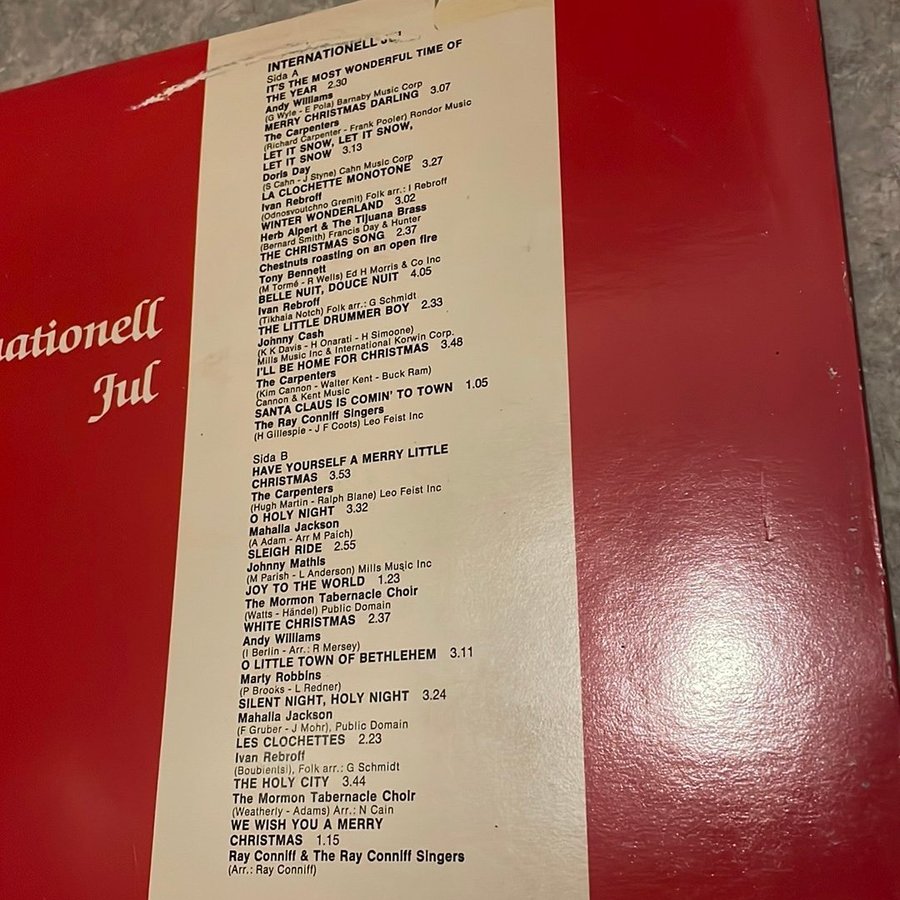 nationell
Jul
INTERNATIONELL JUL
Sida A
IT'S THE MOST WONDERFUL TIME OF
THE YEAR 2.30
Andy Williams
(G Wyle - E Pola) Barnaby Music Corp
MERRY CHRISTMAS DARLING 3.07
The Carpenters
(Richard Carpenter - Frank Pooler) Rondor Music
LET IT SNOW, LET IT SNOW,
LET IT SNOW 3.13
Doris Day
(S Cahn - J Styne) Cahn Music Corp
LA CLOCHETTE MONOTONE 3.27
Ivan Rebroff
(Odnosvoutchno Gremit) Folk arr.: I Rebroff
WINTER WONDERLAND 3.02
Herb Alpert & The Tijuana Brass
(Bernard Smith) Francis Day & Hunter
THE CHRISTMAS SONG 2.37
Chestnuts roasting on an open fire
Tony Bennett
(M Tormé - R Wells) Ed H Morris & Co Inc
BELLE NUIT, DOUCE NUIT 4.05
Ivan Rebroff
(Tikhaia Notch) Folk arr.: G Schmidt
THE LITTLE DRUMMER BOY 2.33
Johnny Cash
(K K Davis - H Onarati - H Simoone)
Mills Music Inc & International Korwin Corp.
I'LL BE HOME FOR CHRISTMAS 3.48
The Carpenters
(Kim Cannon - Walter Kent - Buck Ram)
Cannon & Kent Music
SANTA CLAUS IS COMIN' TO TOWN 1.05
The Ray Conniff Singers
(H Gillespie - J F Coots) Leo Feist Inc
Sida B
HAVE YOURSELF A MERRY LITTLE
CHRISTMAS 3.53
The Carpenters
(Hugh Martin - Ralph Blane) Leo Feist Inc
O HOLY NIGHT 3.32
Mahalla Jackson
(A Adam - Arr M Paich)
SLEIGH RIDE 2.55
Johnny Mathis
(M Parish - L Anderson) Mills Music Inc
JOY TO THE WORLD 1.23
The Mormon Tabernacle Choir
(Watts - Händel) Public Domain
WHITE CHRISTMAS 2.37
Andy Williams
(I Berlin - Arr.: R Mersey)
O LITTLE TOWN OF BETHLEHEM 3.11
Marty Robbins
(P Brooks - L Redner)
SILENT NIGHT, HOLY NIGHT 3.24
Mahalla Jackson
(F Gruber - J Mohr), Public Domain
LES CLOCHETTES 2.23
Ivan Rebroff
(Boubientsi), Folk arr.: G Schmidt
THE HOLY CITY 3.44
The Mormon Tabernacle Choir
(Weatherly - Adams) Arr.: N Cain
WE WISH YOU A MERRY
CHRISTMAS 1.15
Ray Conniff & The Ray Conniff Singers
(Arr.: Ray Conniff)